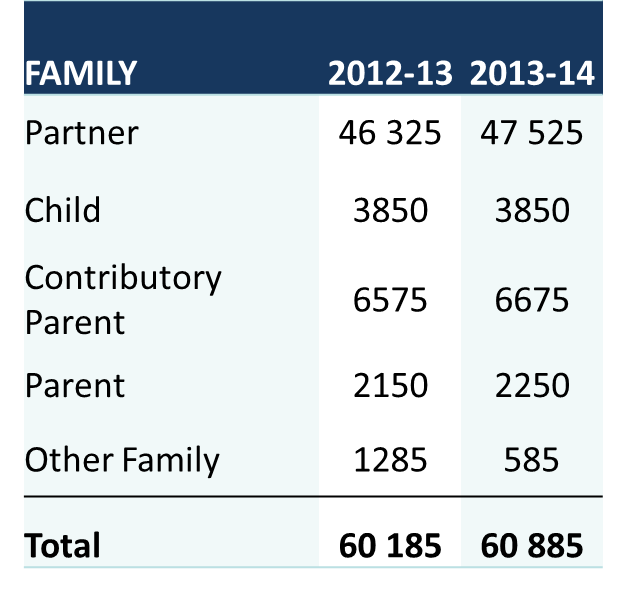 FAMILY 2012-13 2013-14
Partner 46 325 47 525
Child 3850 3850
Contributory
Parent 6575 6675
Parent 2150 2250
Other Family 1285 585
Total 60 185 60 885